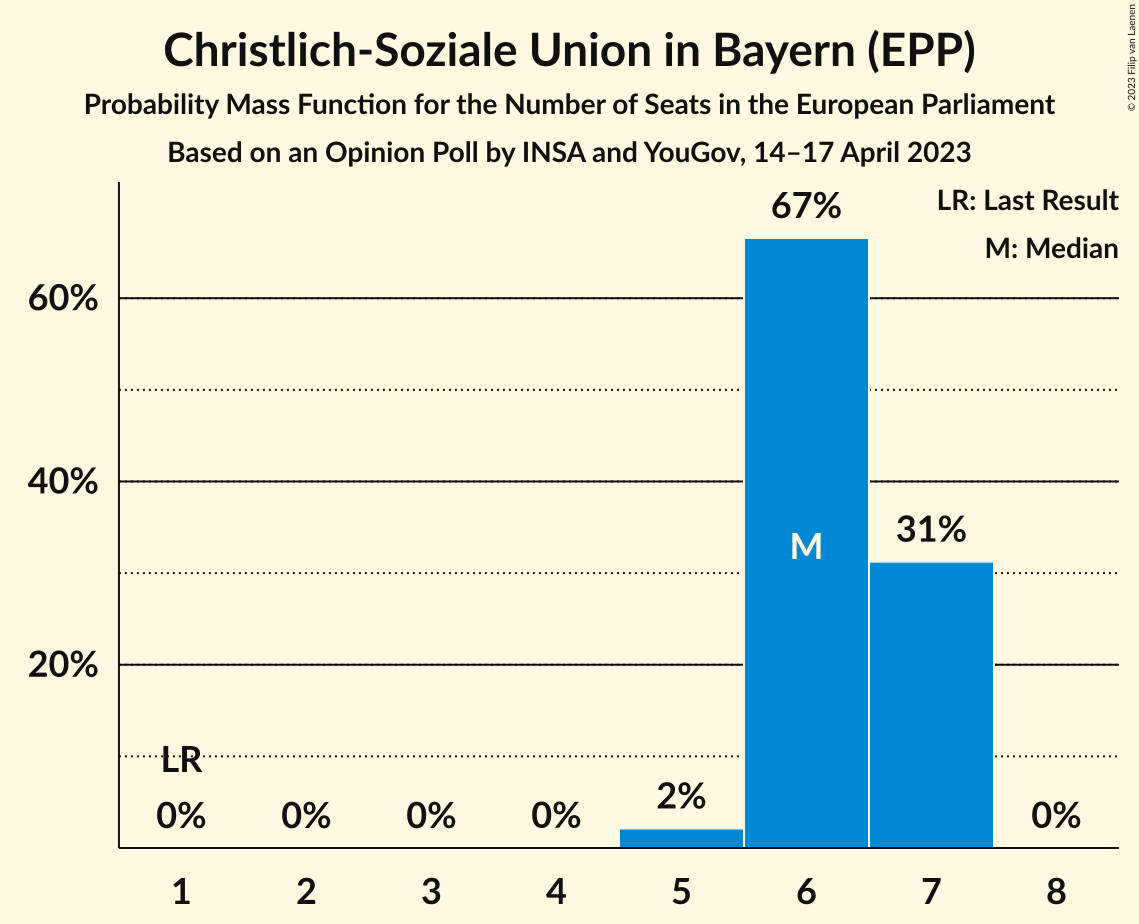 Christlich-Soziale Union in Bayern (EPP)
Probability Mass Function for the Number of Seats in the European Parliament
Based on an Opinion Poll by INSA and YouGov, 14–17 April 2023
© 2023 Filip van Laenen
LR: Last Result
M: Median
67%
60%
40%
31%
M
20%
LR
0% 0% 0% 0% 2% 0%
1 2 3 4 5 6 7 8